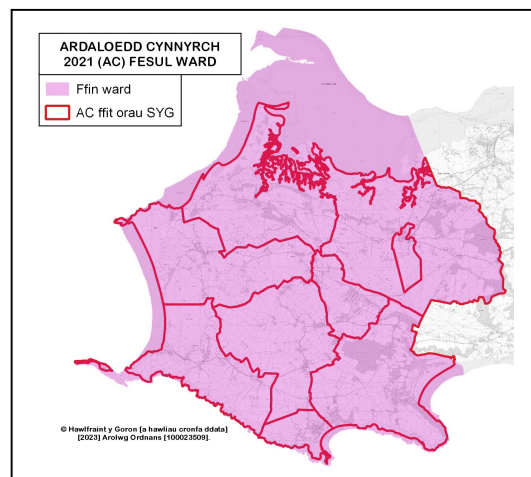 ARDALOEDD CYNNYRCH
2021 (AC) FESUL WARD
Ffin ward
AC ffit orau SYG
© Hawlfraint y Goron [a hawliau cronfa ddata]
[2023] Arolwg Ordnans [100023509].